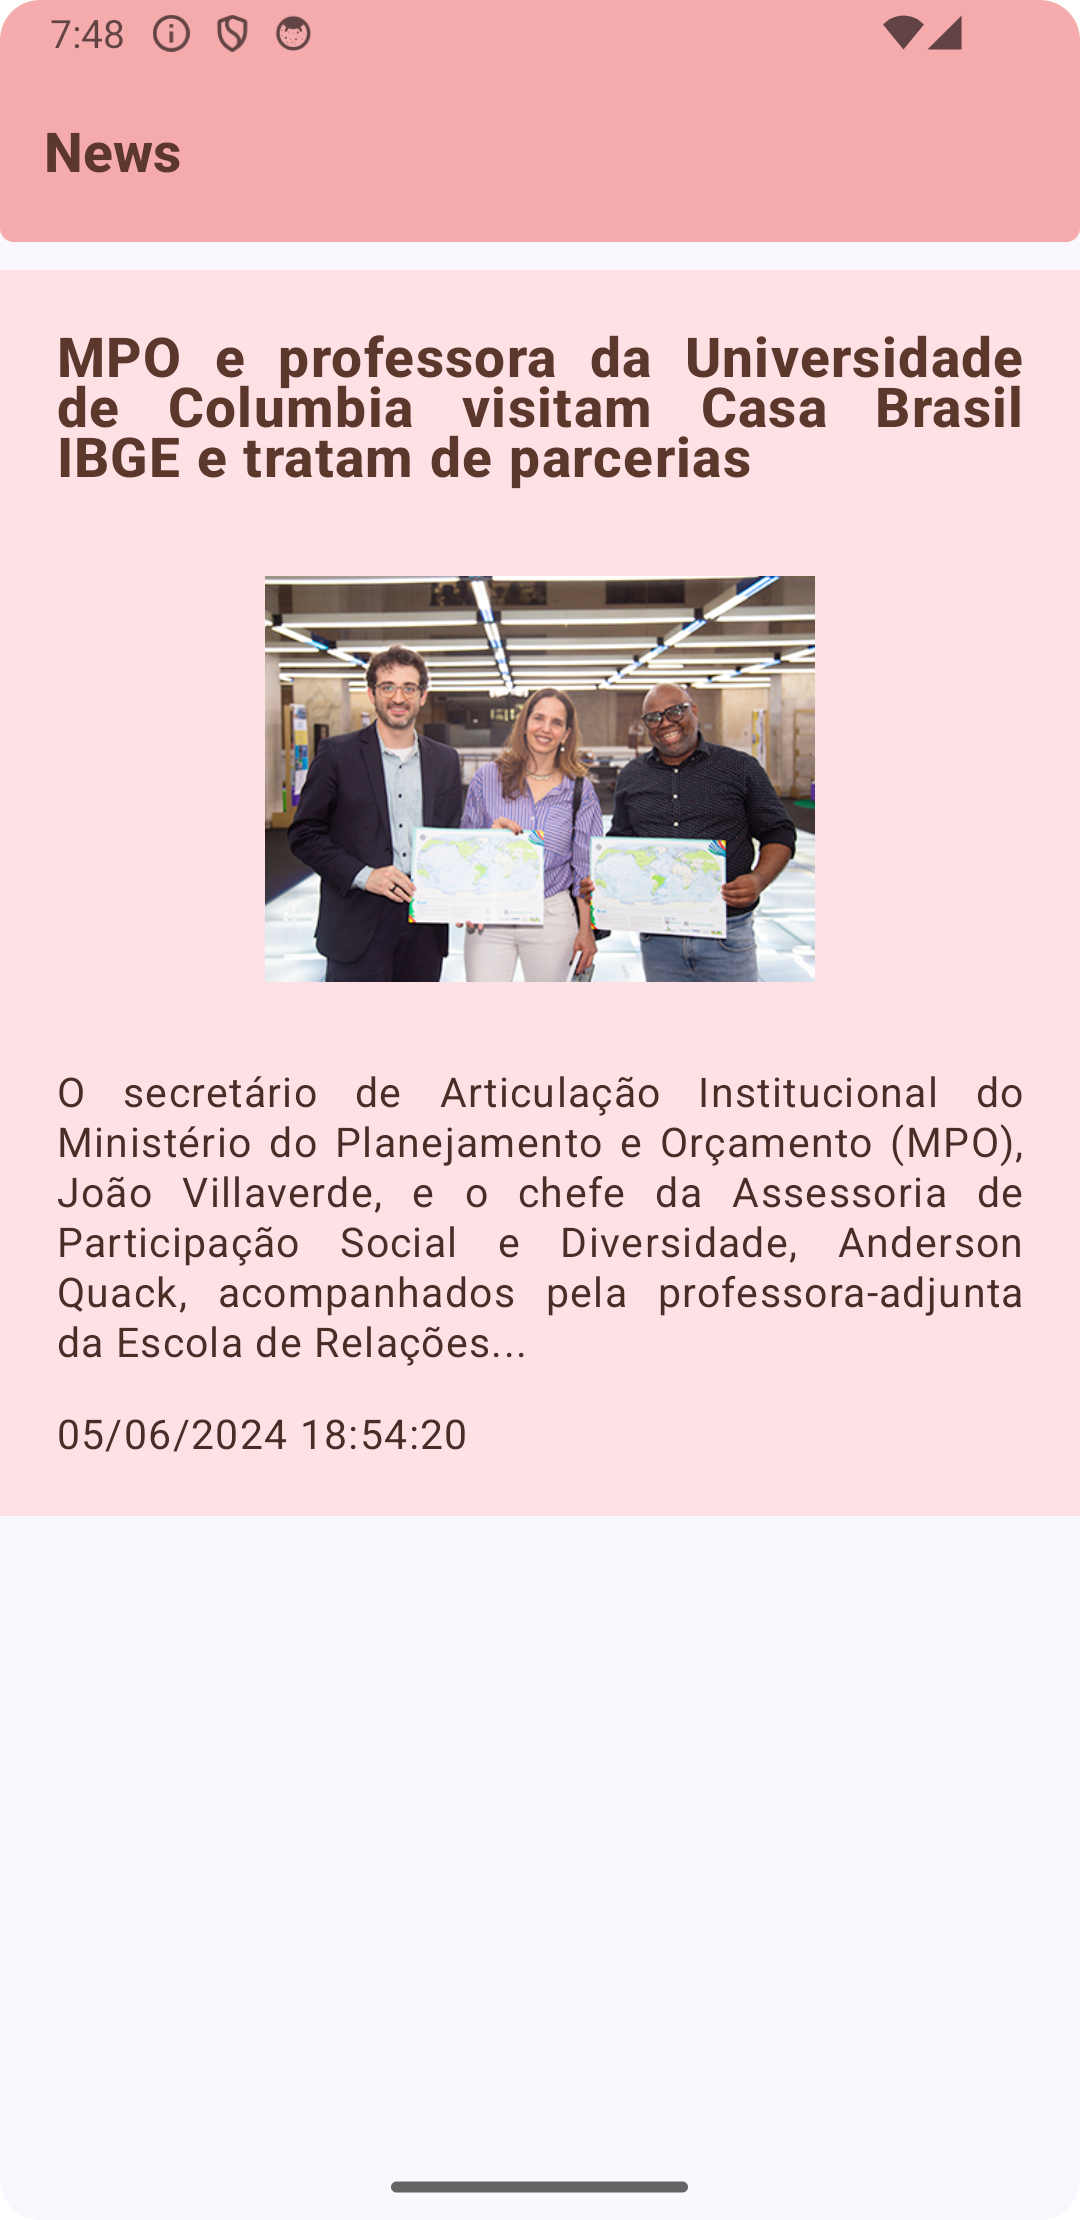 7:48
News
MPO e professora da Universidade
de Columbia visitam Casa Brasil
IBGE e tratam de parcerias
O secretário de Articulação Institucional do
Ministério do Planejamento e Orçamento (MPO),
João Villaverde, e o chefe da Assessoria de
Participação Social e Diversidade, Anderson
Quack, acompanhados pela professora-adjunta
da Escola de Relações...
05/06/2024 18:54:20